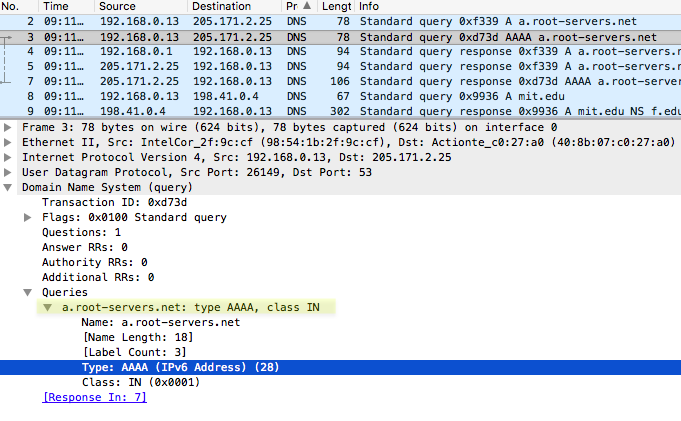 No. Time Source Destination Pr Lengt Info
2 09:11… 192.168.0.13 205.171.2.25 DNS 78 Standard query 0xf339 A a.root-servers.net
3 09:11… 192.168.0.13 205.171.2.25 DNS 78 Standard query 0xd73d AAAA a.root-servers.net
4 09:11… 192.168.0.1 192.168.0.13 DNS 94 Standard query response 0xf339 A a.root-servers.n
5 09:11… 205.171.2.25 192.168.0.13 DNS 94 Standard query response 0xf339 A a.root-servers.n
7 09:11… 205.171.2.25 192.168.0.13 DNS 106 Standard query response 0xd73d AAAA a.root-serve
8 09:11… 192.168.0.13 198.41.0.4 DNS 67 Standard query 0x9936 A mit.edu
9 09:11… 198.41.0.4 192.168.0.13 DNS 302 Standard query response 0x9936 A mit.edu NS f.edu
Frame 3: 78 bytes on wire (624 bits), 78 bytes captured (624 bits) on interface 0
Ethernet II, Src: IntelCor_2f:9c:cf (98:54:1b:2f:9c:cf), Dst: Actionte_c0:27:a0 (40:8b:07:c0:27:a0)
Internet Protocol Version 4, Src: 192.168.0.13, Dst: 205.171.2.25
User Datagram Protocol, Src Port: 26149, Dst Port: 53
Domain Name System (query)
Transaction ID: 0xd73d
Flags: 0x0100 Standard query
Questions: 1
Answer RRs: 0
Authority RRs: 0
Additional RRs: 0
Queries
a.root-servers.net: type AAAA, class IN
Name: a.root-servers.net
[Name Length: 18]
[Label Count: 3]
Type: AAAA (IPv6 Address) (28)
Class: IN (0x0001)
[Response In: 7]